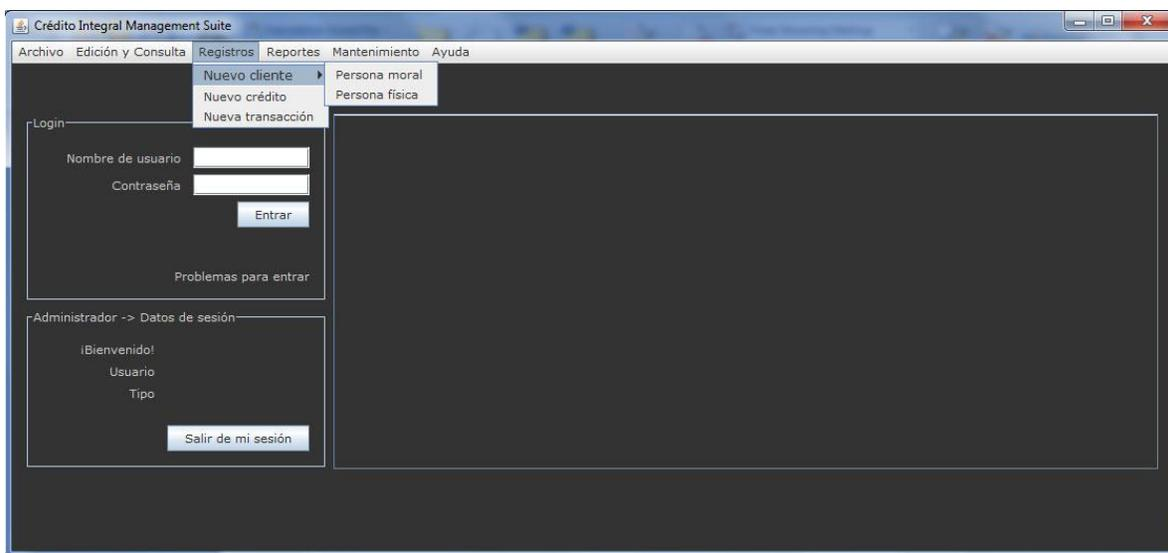 Crédito Integral Management Suite
Archivo Edición y Consulta Registros Reportes Mantenimiento Ayuda
Nuevo cliente Persona moral
Nuevo crédito Persona física
Nueva transacción
Login
Nombre de usuario
Contraseña
Entrar
Problemas para entrar
Administrador -> Datos de sesión
¡Bienvenido!
Usuario
Tipo
Salir de mi sesión